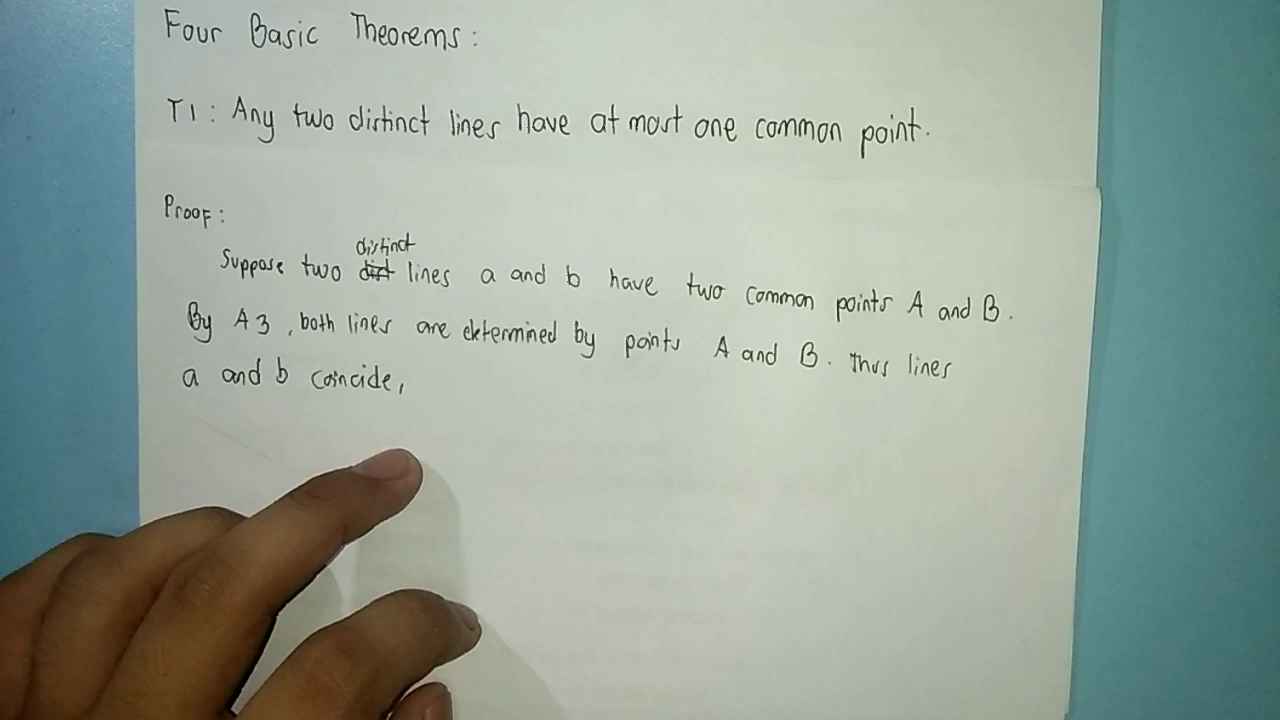 Four Basic Theorems:
T1: Any two distinct lines have at most one common point.
Proof:
distinct
Suppose two dist lines a and b have two common points A and B.
By A3, both lines are determined by points A and B. Thus lines
a and b coincide,